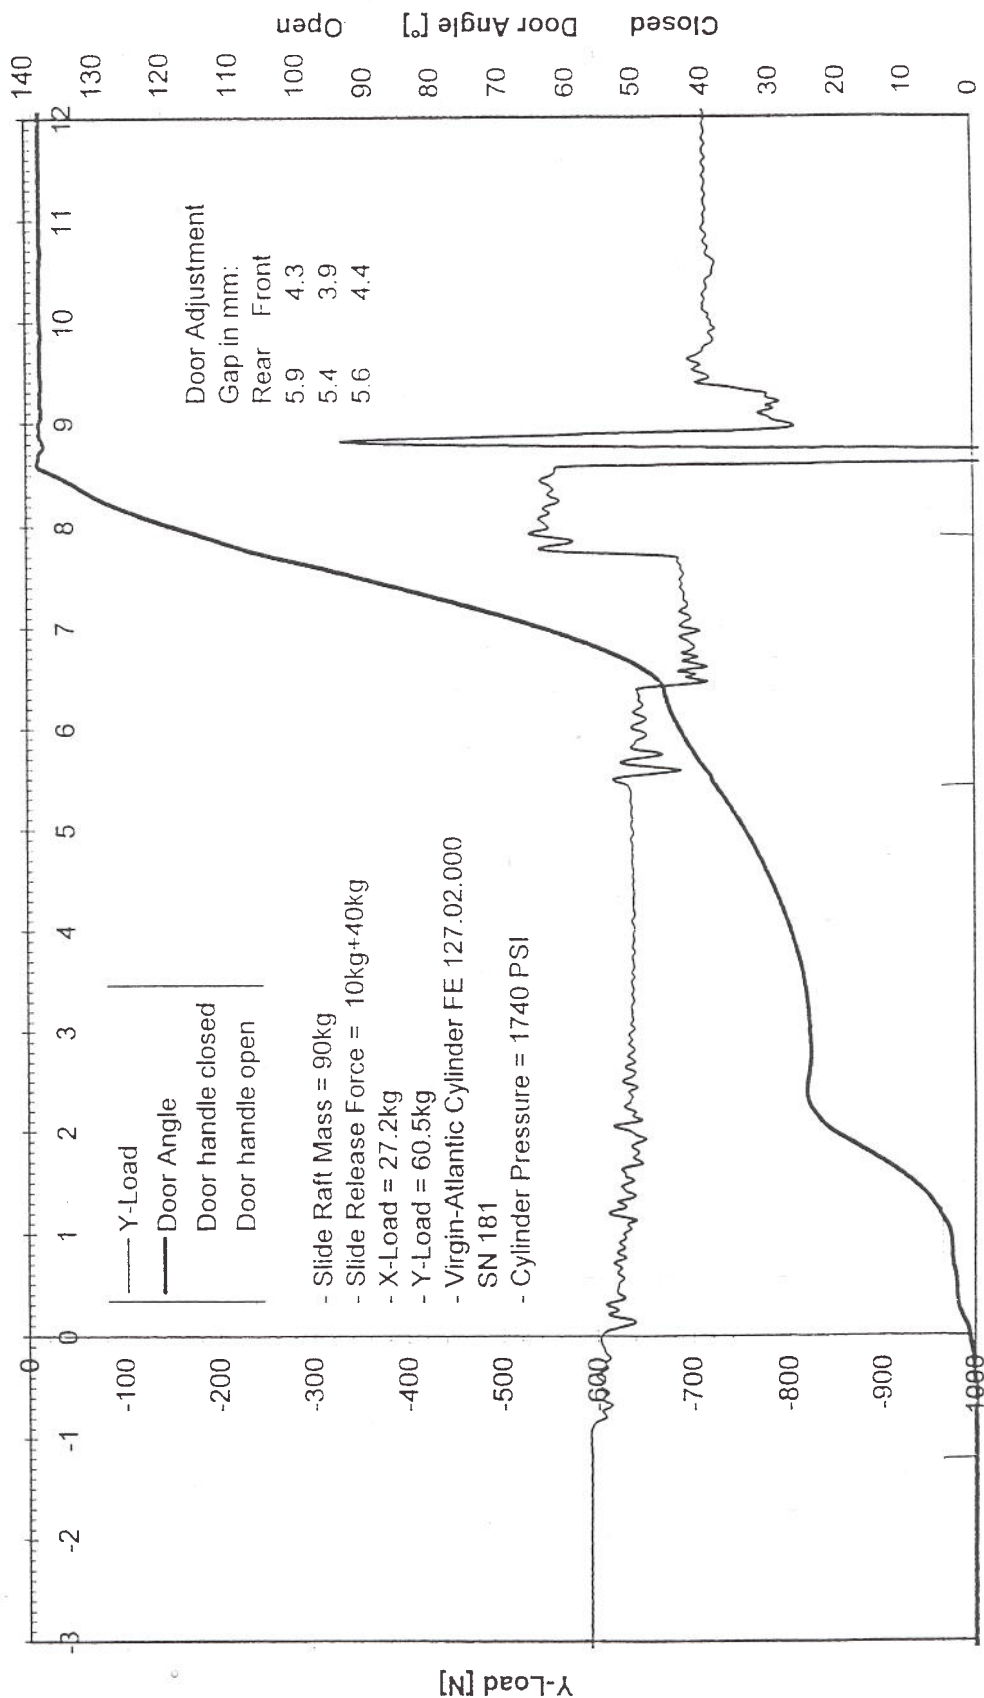 Y-Load [N]
0
-100
-200
-300
-400
-500
-600
-700
-800
-900
-1000
-3
-2
-1
0
1
2
3
4
5
6
7
8
9
10
11
12
Y-Load
Door Angle
Door handle closed
Door handle open
- Slide Raft Mass = 90kg
- Slide Release Force = 10kg+40kg
- X-Load = 27.2kg
- Y-Load = 60.5kg
- Virgin-Atlantic Cylinder FE 127.02.000
SN 181
- Cylinder Pressure = 1740 PSI
Door Adjustment
Gap in mm:
Rear Front
5.9 4.3
5.4 3.9
5.6 4.4
140
130
120
110
100
90
80
70
60
50
40
30
20
10
0
Closed Door Angle [°] Open